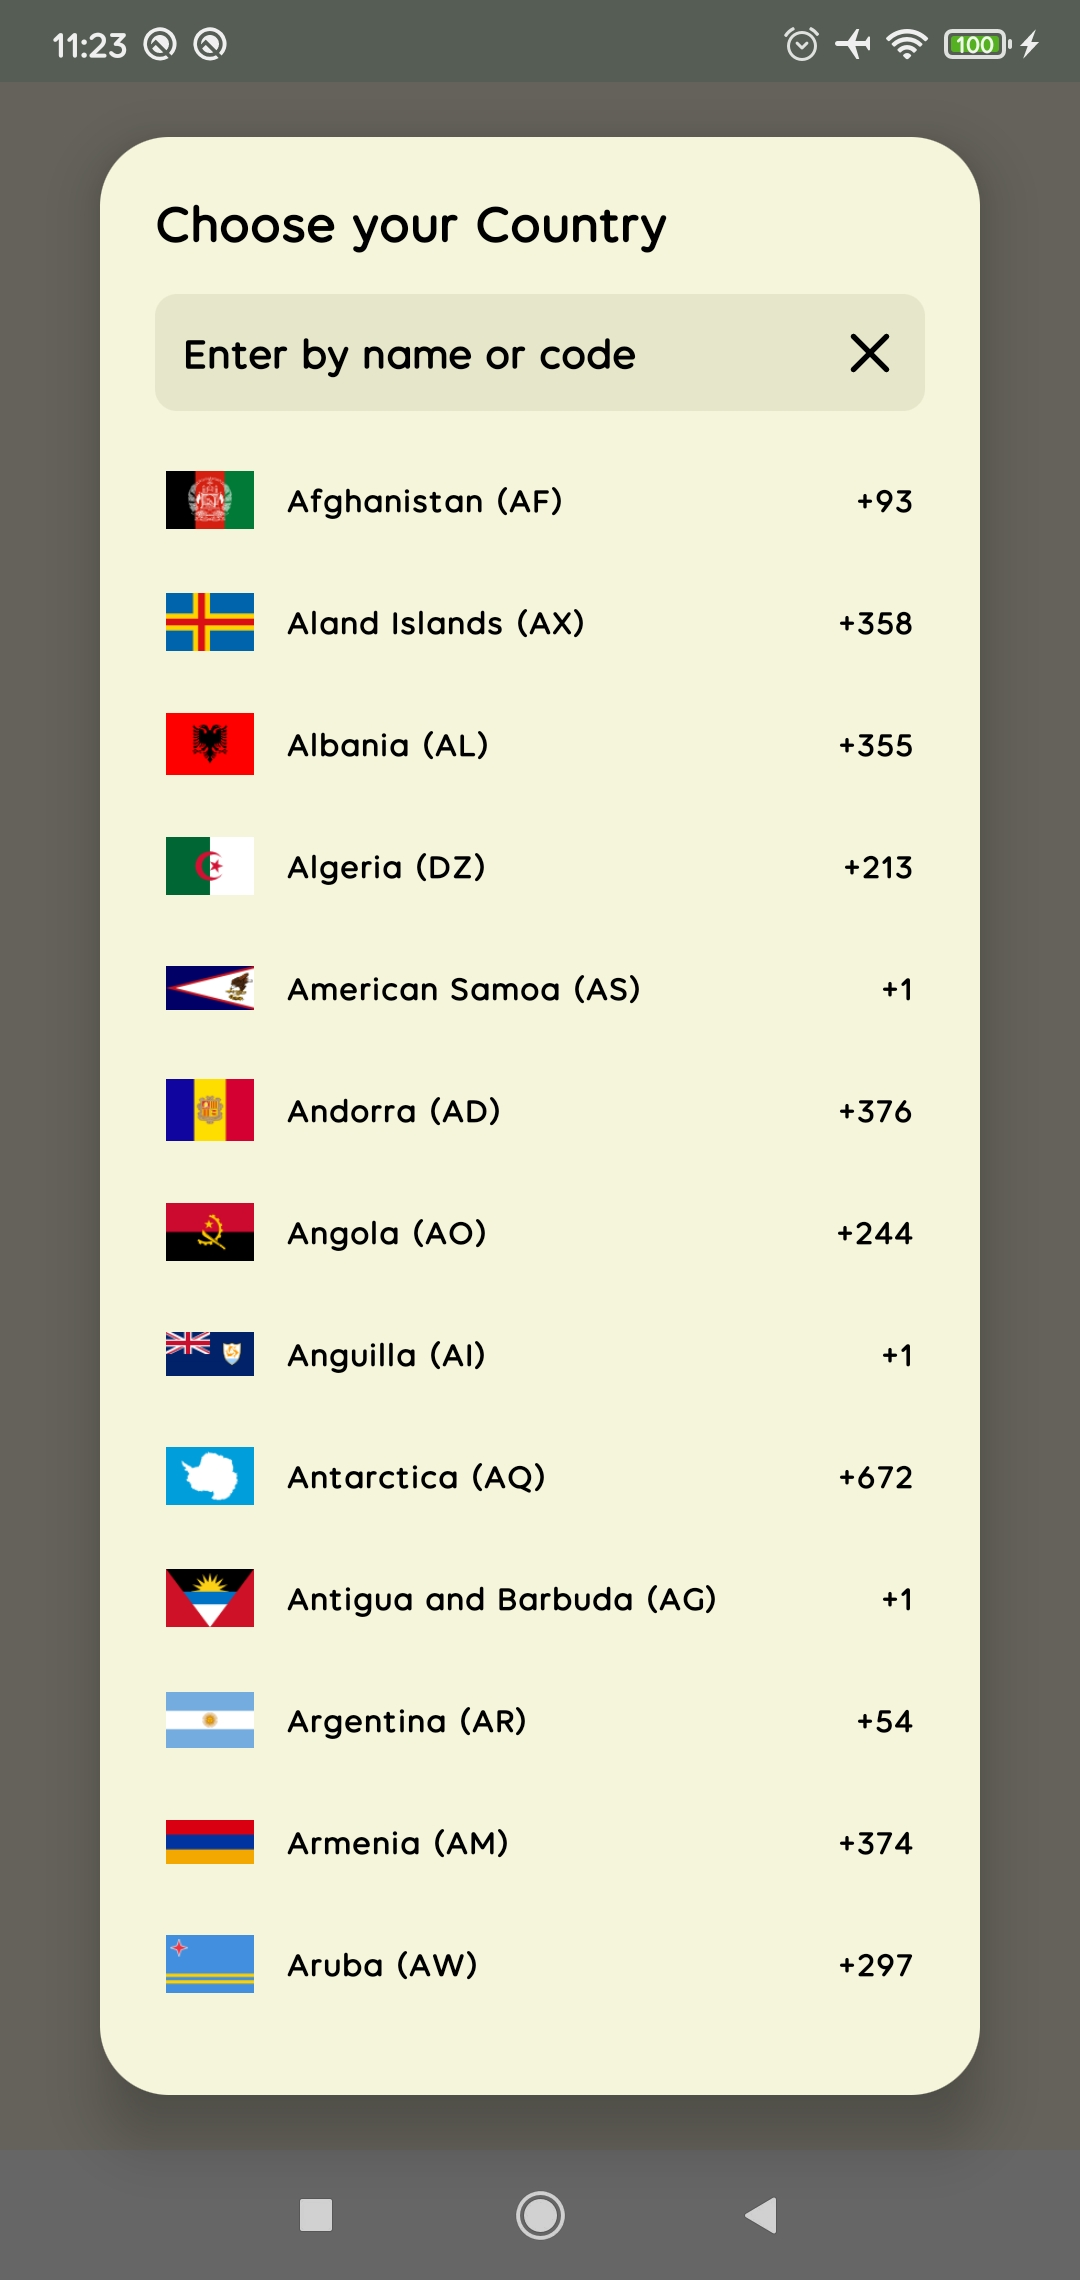 11:23
100
Choose your Country
Enter by name or code
Afghanistan (AF) +93
Aland Islands (AX) +358
Albania (AL) +355
Algeria (DZ) +213
American Samoa (AS) +1
Andorra (AD) +376
Angola (AO) +244
Anguilla (AI) +1
Antarctica (AQ) +672
Antigua and Barbuda (AG) +1
Argentina (AR) +54
Armenia (AM) +374
Aruba (AW) +297